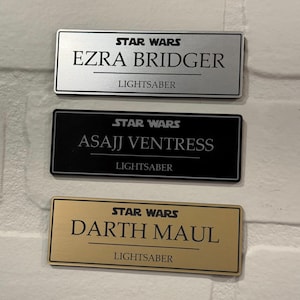 STAR WARS
EZRA BRIDGER
LIGHTSABER
STAR WARS
ASAJJ VENTRESS
LIGHTSABER
STAR WARS
DARTH MAUL
LIGHTSABER